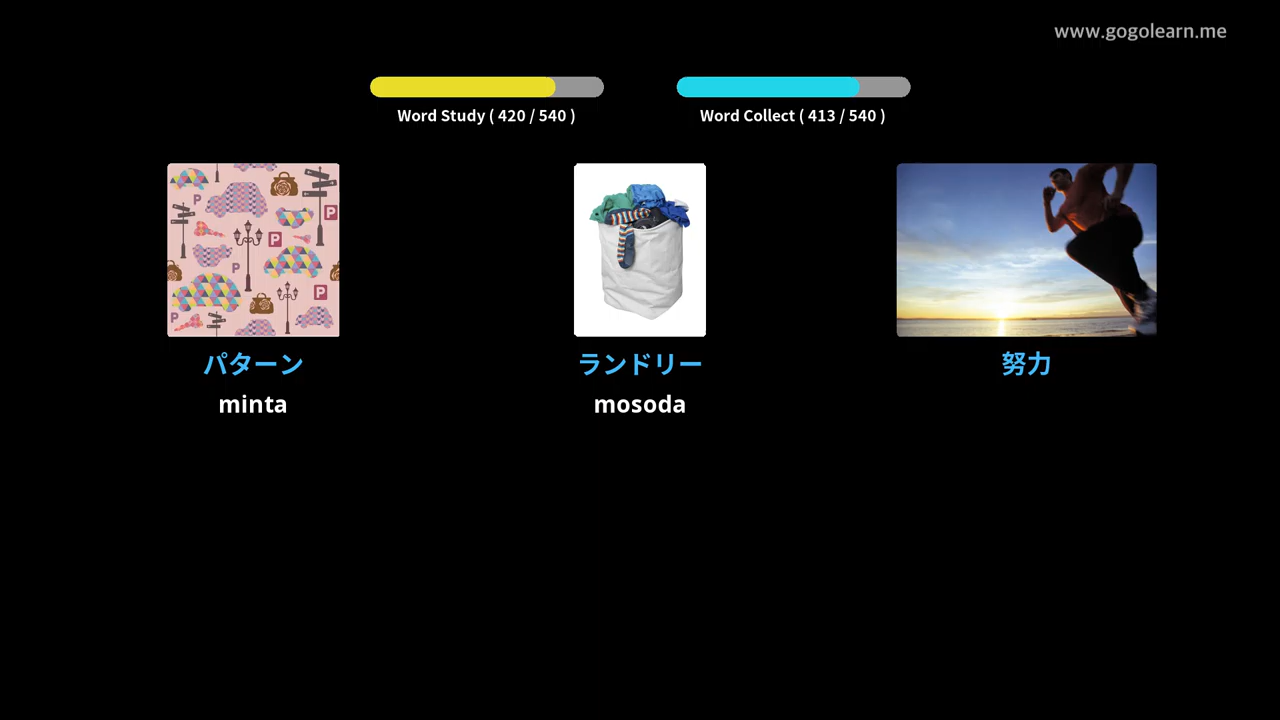 www.gogolearn.me
Word Study ( 420 / 540 )
Word Collect ( 413 / 540 )
P
P
P
P
P
P
パターン
ランドリー
努力
minta
mosoda